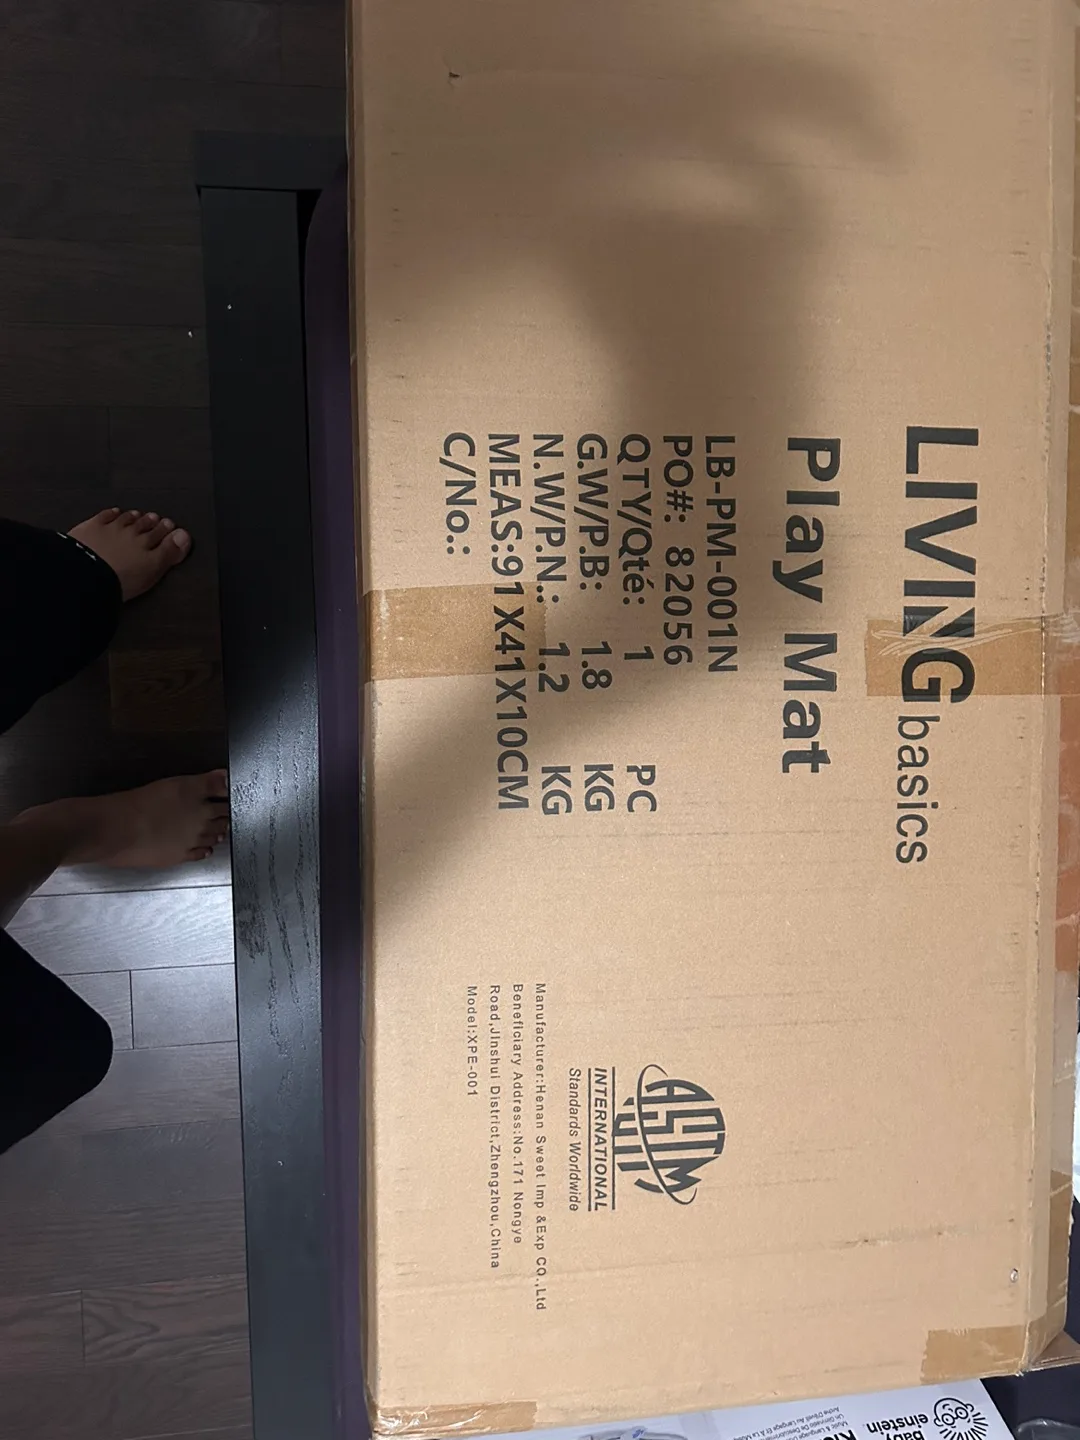 LIVING basics
Play Mat
LB-PM-001N
PO#: 82056
QTY/Qté: 1 PC
G.W/P.B: 1.8 KG
N.W/P.N.: 1.2 KG
MEAS:91X41X10CM
C/No.:
ASTM
INTERNATIONAL
Standards Worldwide
Manufacturer:Henan Sweet Imp &Exp CO.,Ltd
Beneficiary Address:No.171 Nongye
Road,Jinshui District,Zhengzhou,China
Model:XPE-001
baby
einstein